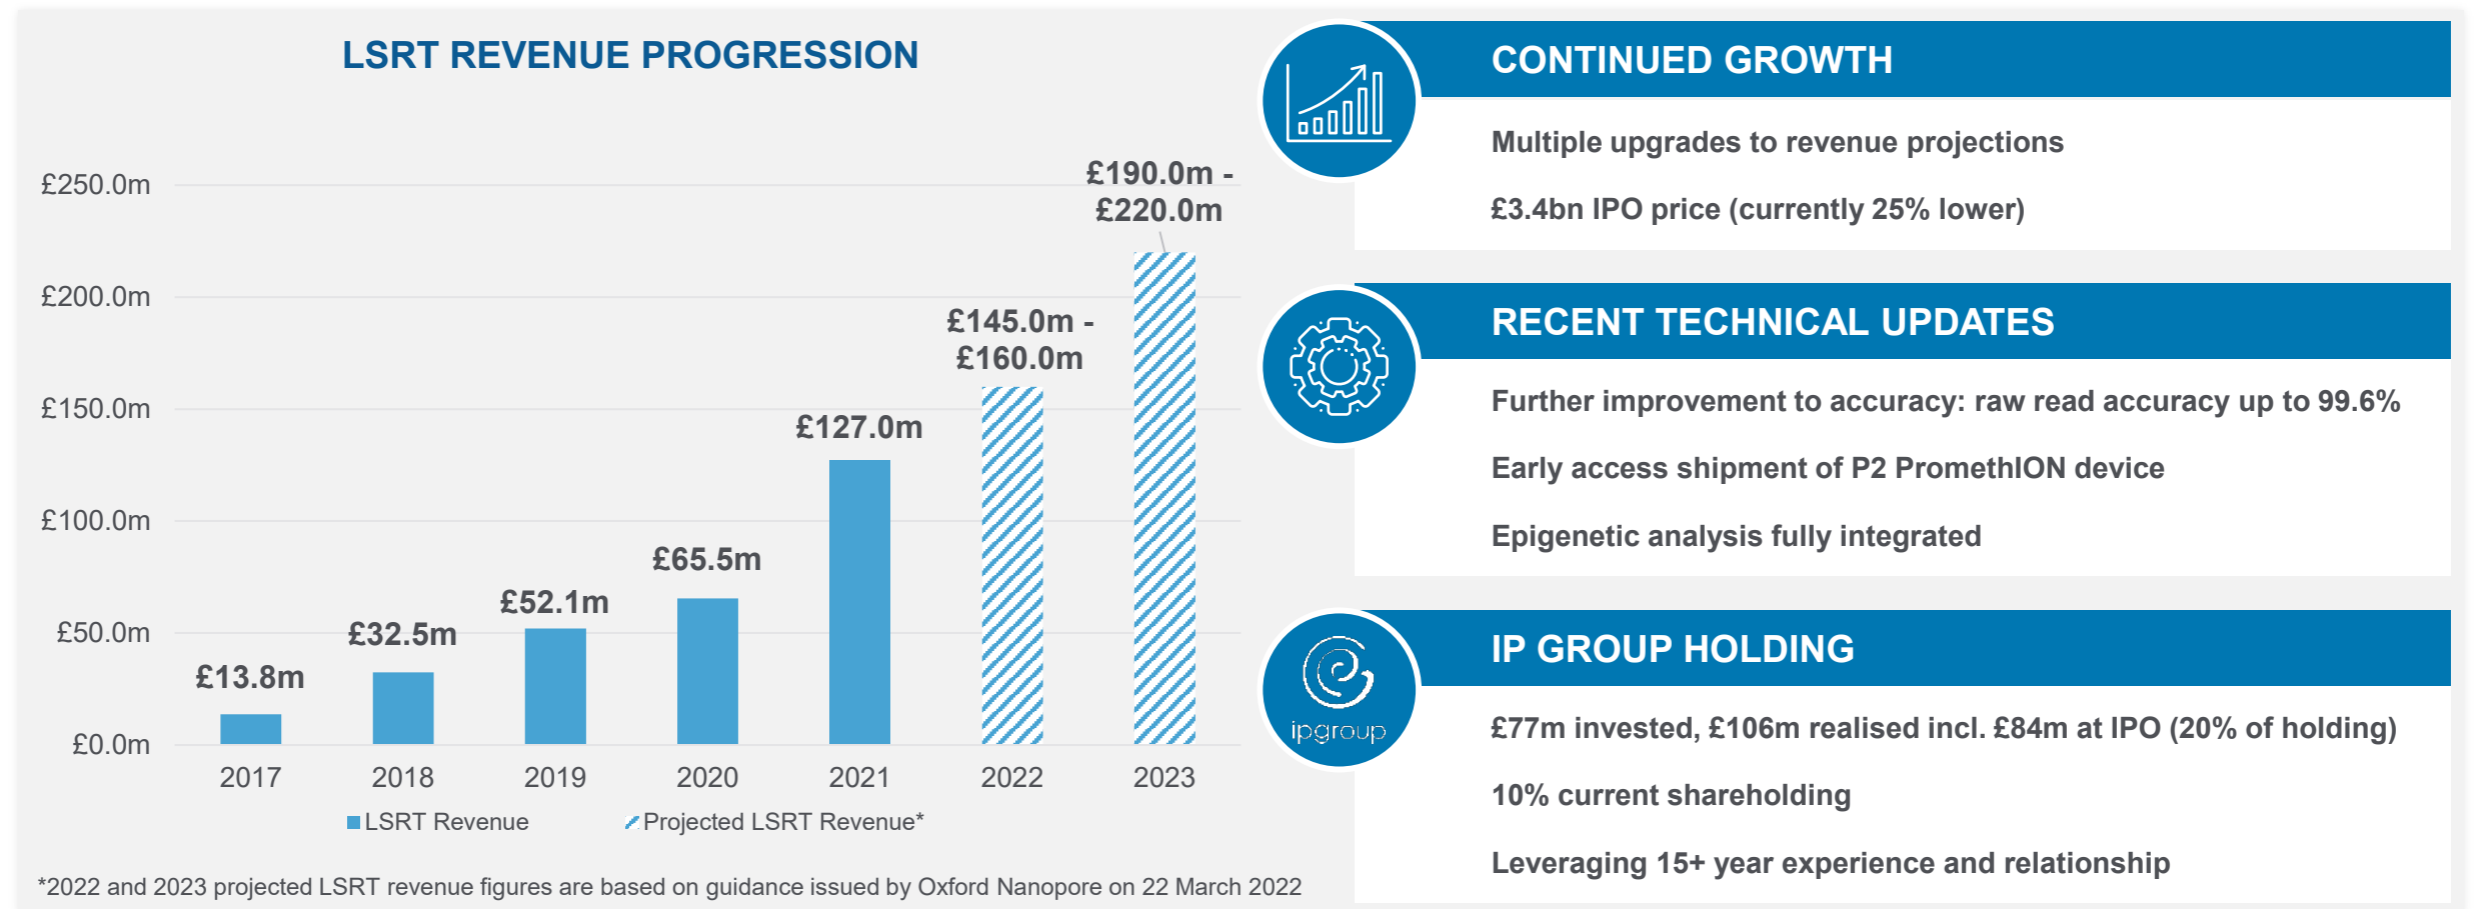 LSRT REVENUE PROGRESSION
£250.0m
£200.0m
£150.0m
£100.0m
£50.0m
£0.0m
£13.8m
£32.5m
£52.1m
£65.5m
£127.0m
£145.0m -
£160.0m
£190.0m -
£220.0m
2017 2018 2019 2020 2021 2022 2023
LSRT Revenue Projected LSRT Revenue*
*2022 and 2023 projected LSRT revenue figures are based on guidance issued by Oxford Nanopore on 22 March 2022
CONTINUED GROWTH
Multiple upgrades to revenue projections
£3.4bn IPO price (currently 25% lower)
RECENT TECHNICAL UPDATES
Further improvement to accuracy: raw read accuracy up to 99.6%
Early access shipment of P2 PromethION device
Epigenetic analysis fully integrated
ipgroup
IP GROUP HOLDING
£77m invested, £106m realised incl. £84m at IPO (20% of holding)
10% current shareholding
Leveraging 15+ year experience and relationship